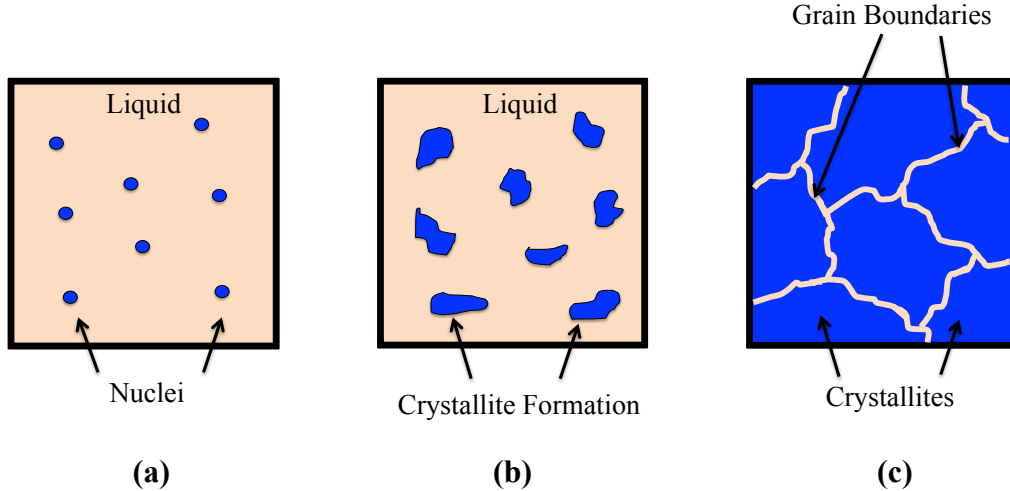 Grain Boundaries
Liquid
Liquid
Nuclei
Crystallite Formation
Crystallites
(a)
(b)
(c)